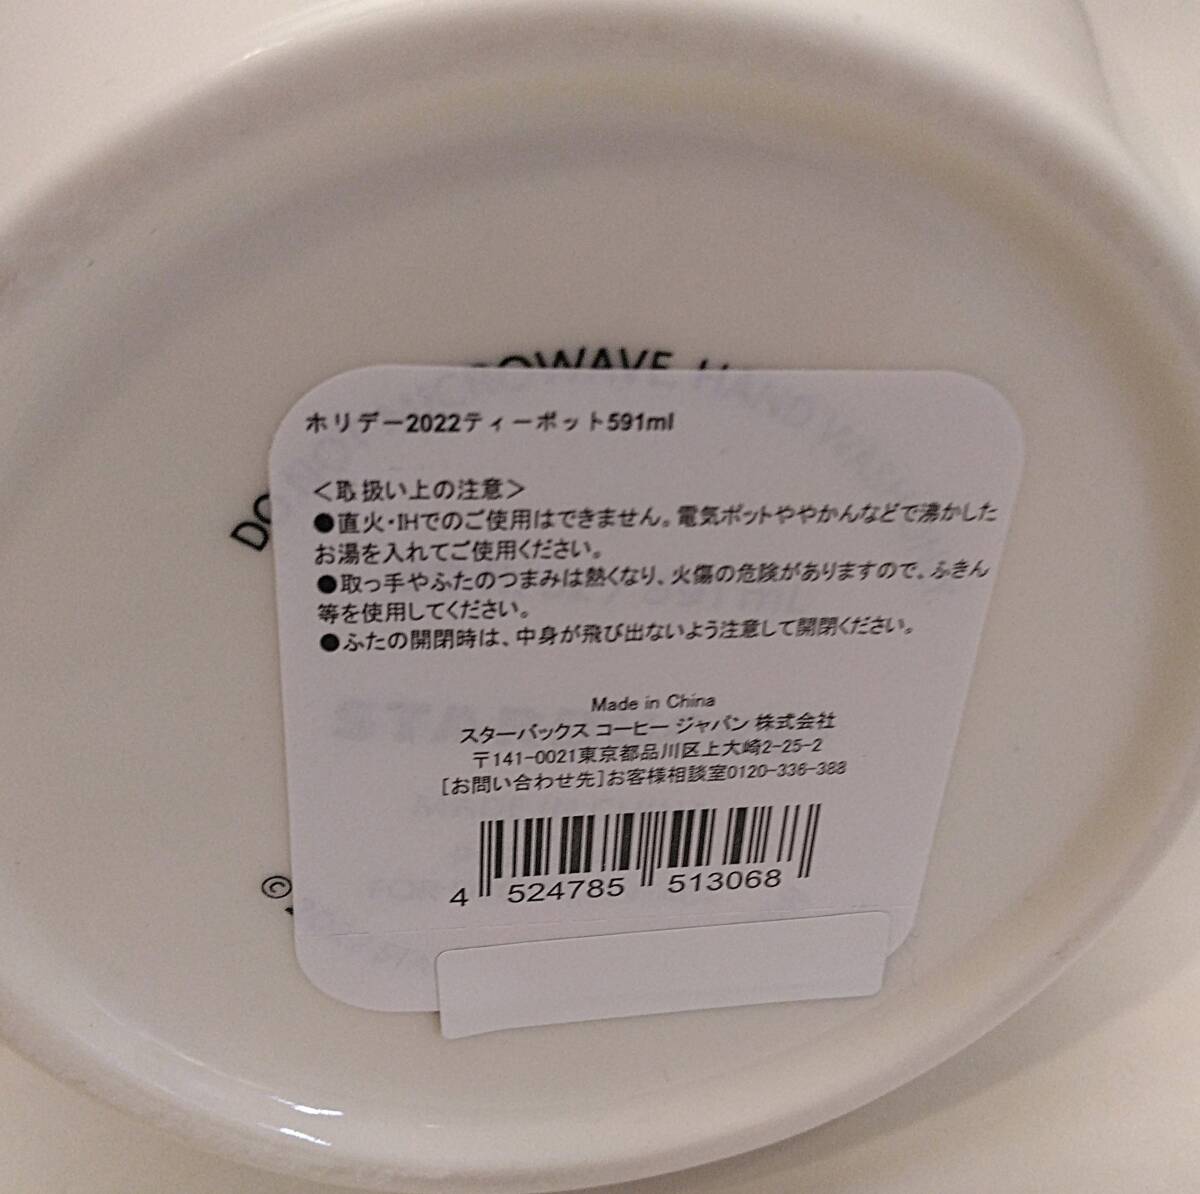 MICROWAVE, HAND
DO
ホリデー2022ティーポット591ml
＜取扱い上の注意＞
●直火・IHでのご使用はできません。電気ポットややかんなどで沸かした
お湯を入れてご使用ください。
●取っ手やふたのつまみは熱くなり、火傷の危険がありますので。ふきん
等を使用してください。
●ふたの開閉時は、中身が飛び出ないよう注意して開閉ください。
Made in China
スターバックス コーヒー ジャパン 株式会社
〒141-0021東京都品川区上大崎2-25-2
[お問い合わせ先]お客様相談室0120-336-388
4 524785 513068
©